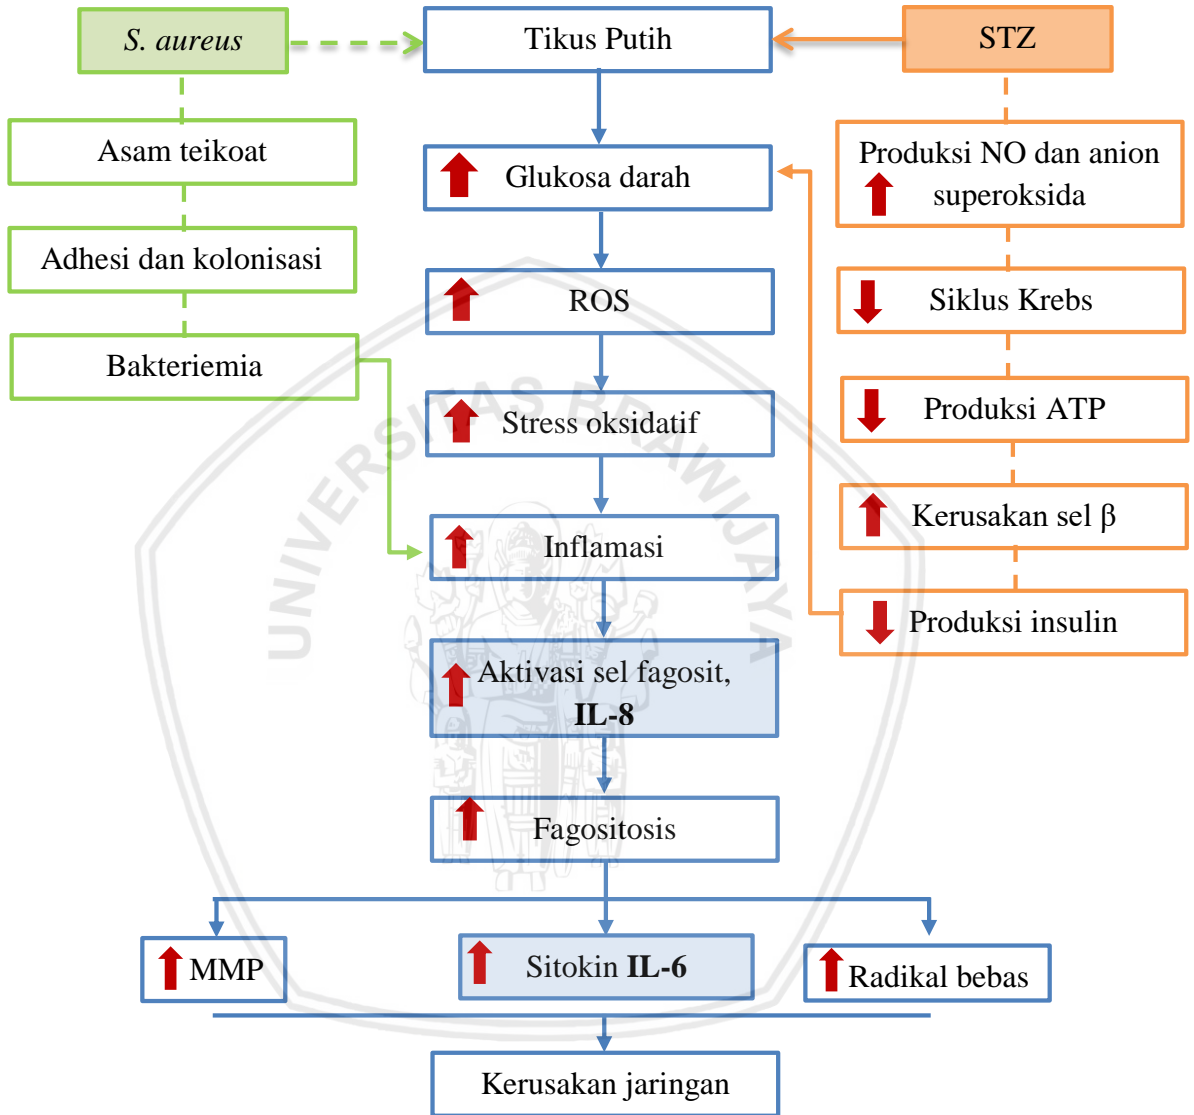 S. aureus
Tikus Putih
STZ
Asam teikoat
Glukosa darah
Produksi NO dan anion
superoksida
Adhesi dan kolonisasi
ROS
Siklus Krebs
Bakteriemia
Stress oksidatif
Produksi ATP
Inflamasi
Kerusakan sel β
Produksi insulin
Aktivasi sel fagosit,
IL-8
Fagositosis
MMP
Sitokin IL-6
Radikal bebas
Kerusakan jaringan
UNIVERSITAS BRAWIJAYA